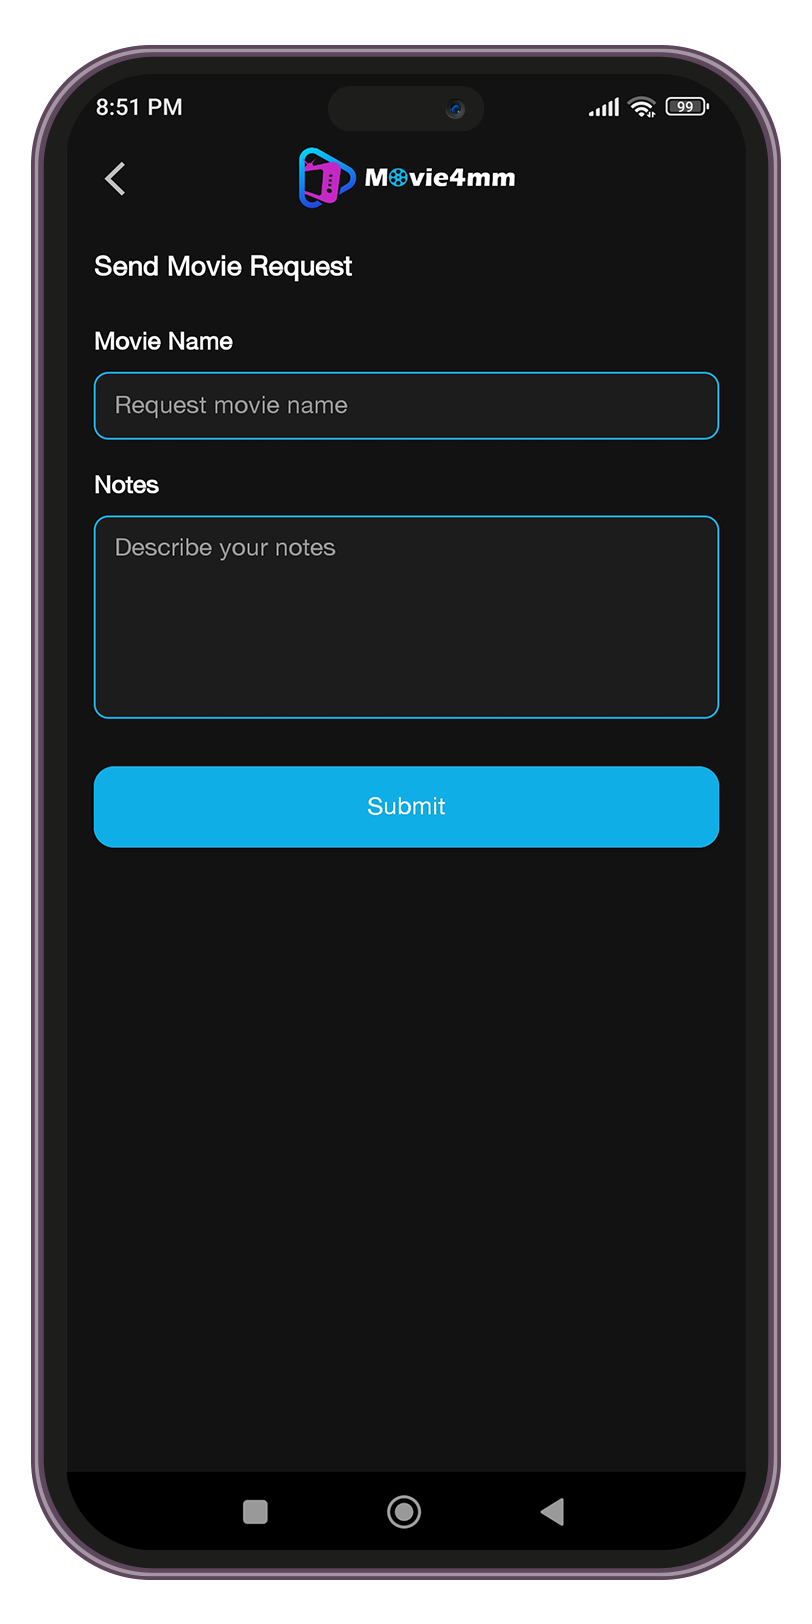 8:51 PM
99
Movie4mm
Send Movie Request
Movie Name
Request movie name
Notes
Describe your notes
Submit